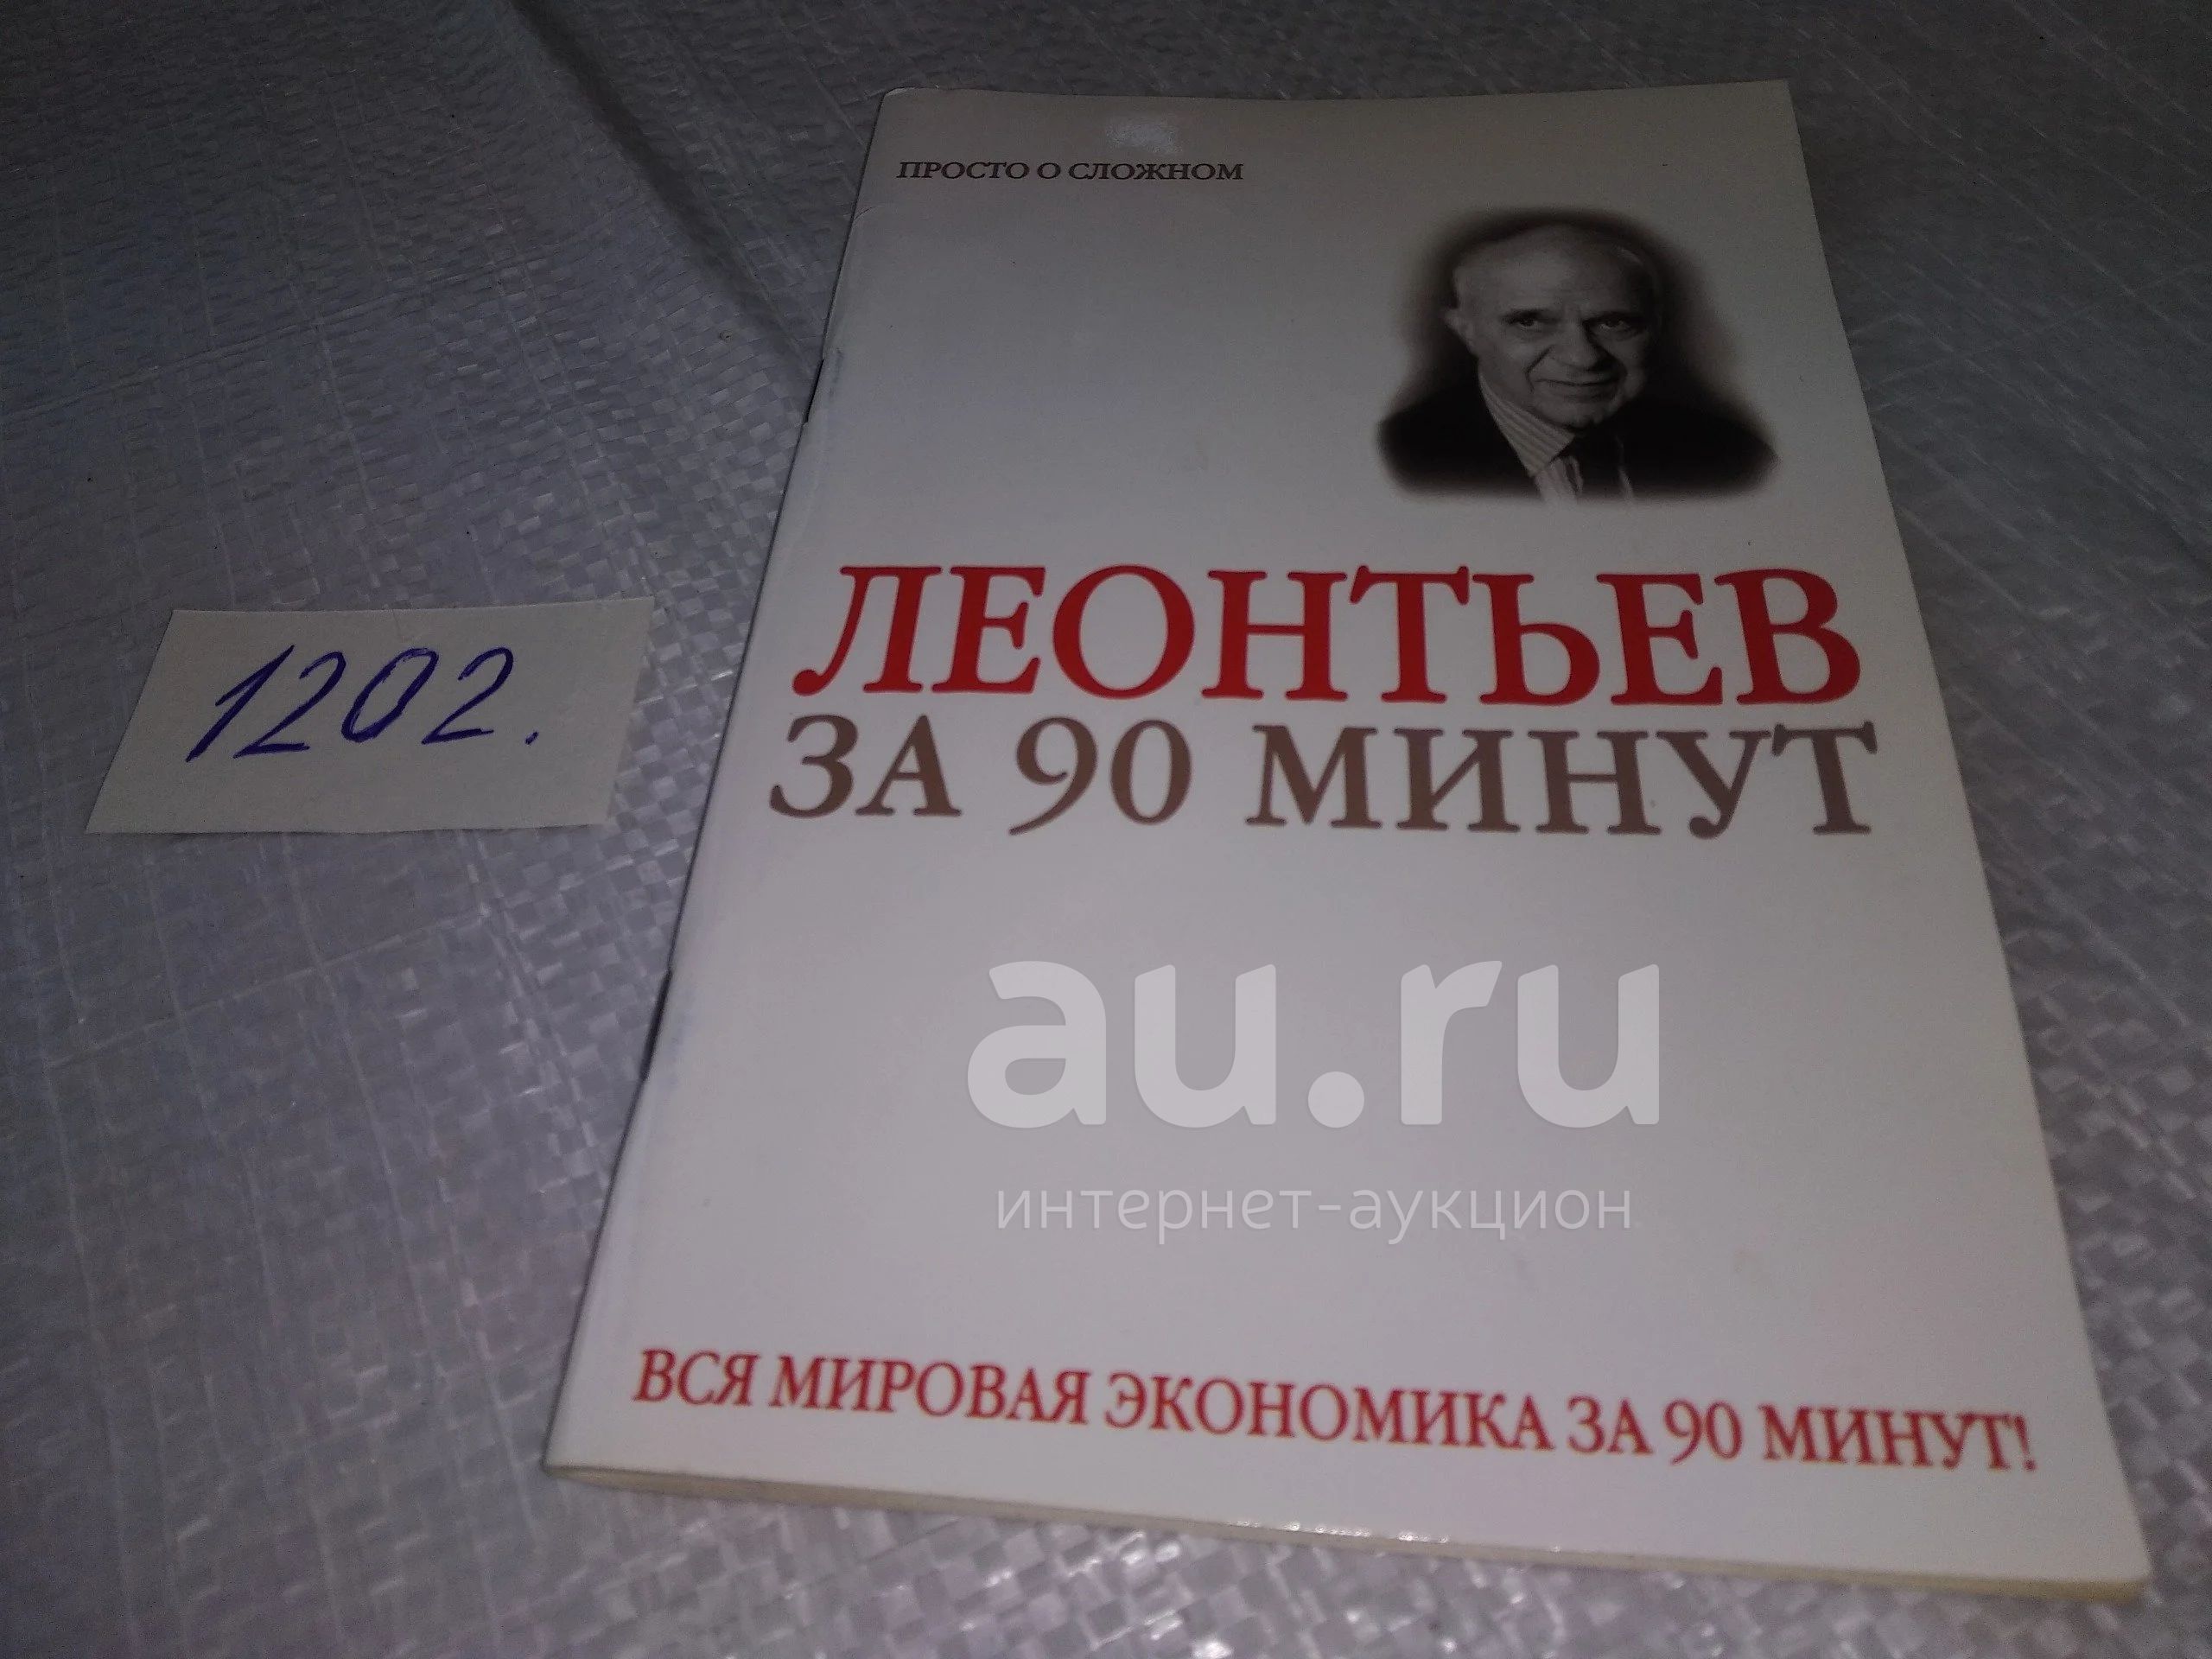 ПРОСТО О СЛОЖНОМ
ЛЕОНТЬЕВ
ЗА 90 МИНУТ
1202.
au.ru
интернет-аукцион
ВСЯ МИРОВАЯ ЭКОНОМИКА ЗА 90 МИНУТ!